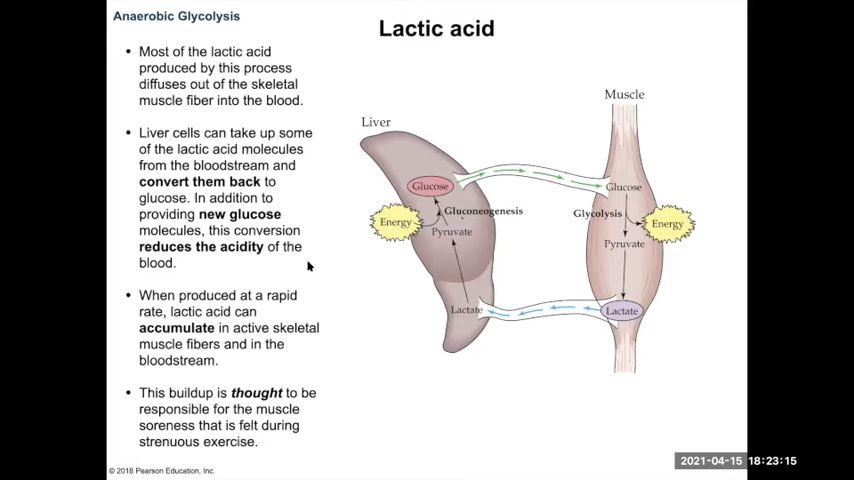 Anaerobic Glycolysis
Lactic acid
• Most of the lactic acid
produced by this process
diffuses out of the skeletal
muscle fiber into the blood.
• Liver cells can take up some
of the lactic acid molecules
from the bloodstream and
convert them back to
glucose. In addition to
providing new glucose
molecules, this conversion
reduces the acidity of the
blood.
• When produced at a rapid
rate, lactic acid can
accumulate in active skeletal
muscle fibers and in the
bloodstream.
• This buildup is thought to be
responsible for the muscle
soreness that is felt during
strenuous exercise.
Liver
Glucose
Gluconeogenesis
Energy
Pyruvate
Lactate
Muscle
Glucose
Glycolysis
Energy
Pyruvate
Lactate
© 2018 Pearson Education, Inc.
2021-04-15 18:23:15